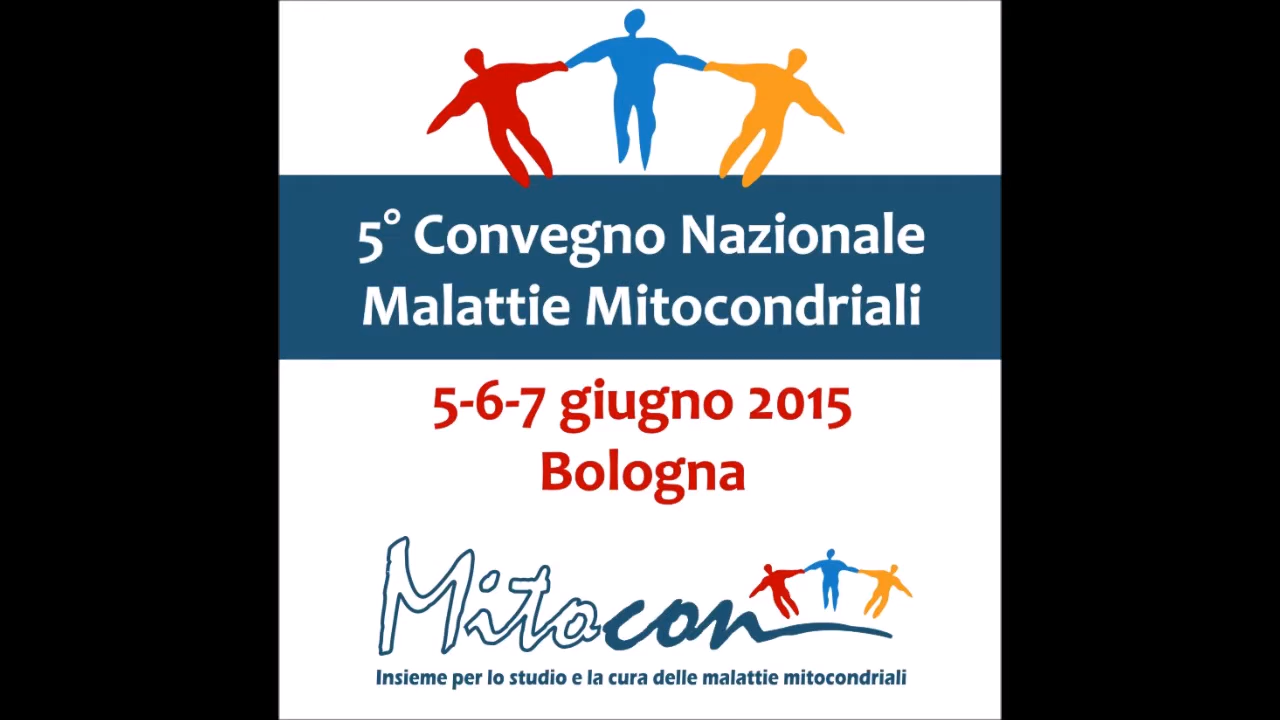 5° Convegno Nazionale
Malattie Mitocondriali
5-6-7 giugno 2015
Bologna
Mitocon
Insieme per lo studio e la cura delle malattie mitocondriali